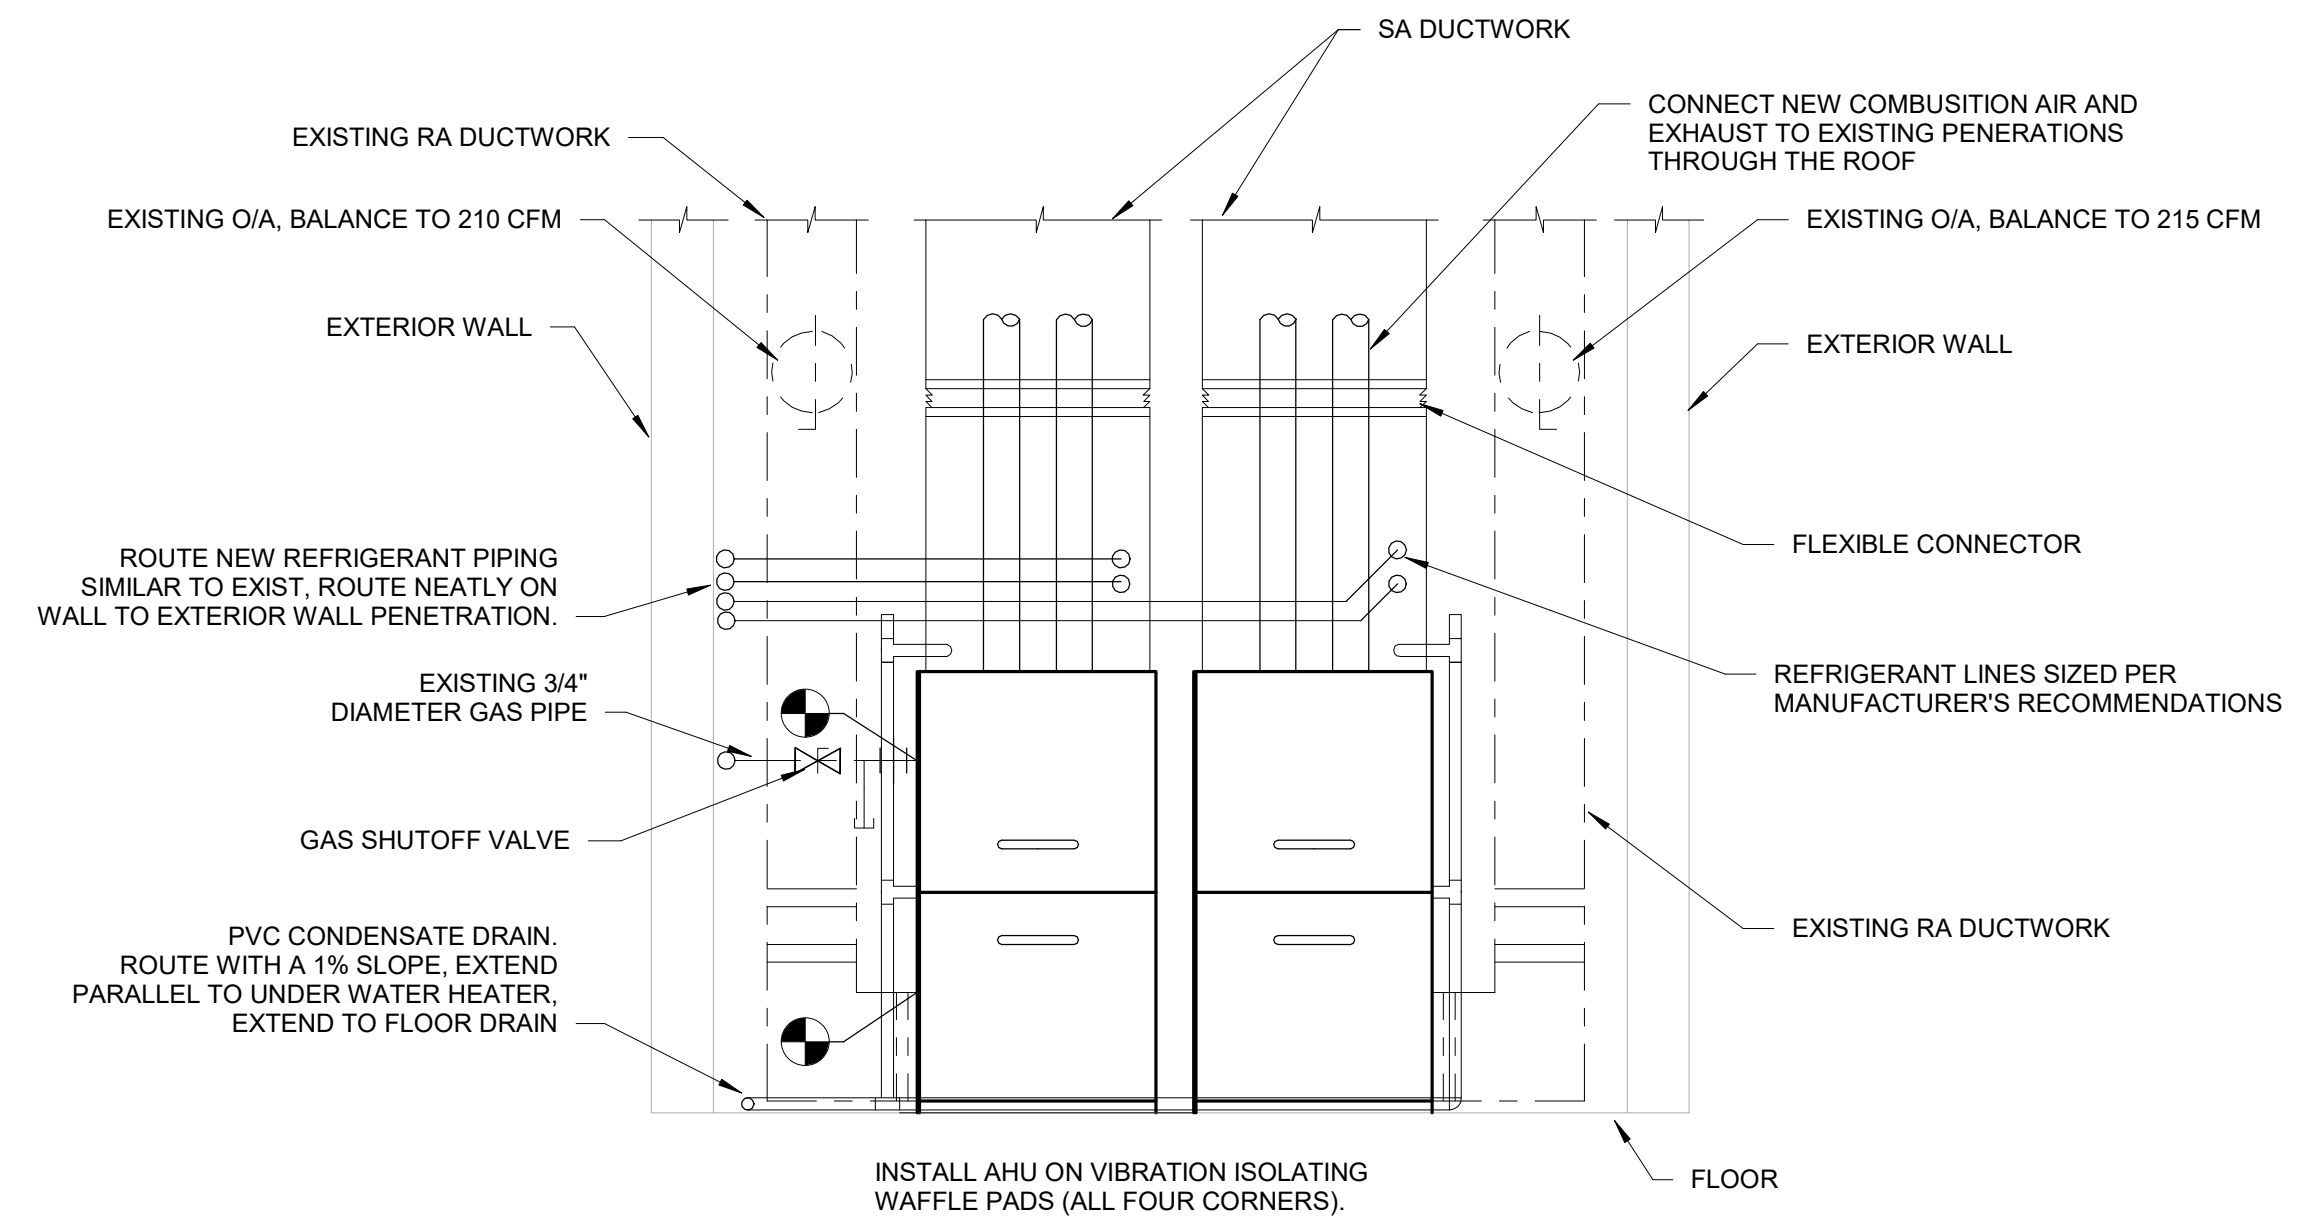 SA DUCTWORK
CONNECT NEW COMBUSITION AIR AND
EXHAUST TO EXISTING PENERATIONS
THROUGH THE ROOF
EXISTING RA DUCTWORK
EXISTING O/A, BALANCE TO 210 CFM
EXISTING O/A, BALANCE TO 215 CFM
EXTERIOR WALL
EXTERIOR WALL
FLEXIBLE CONNECTOR
ROUTE NEW REFRIGERANT PIPING
SIMILAR TO EXIST, ROUTE NEATLY ON
WALL TO EXTERIOR WALL PENETRATION.
REFRIGERANT LINES SIZED PER
MANUFACTURER'S RECOMMENDATIONS
EXISTING 3/4"
DIAMETER GAS PIPE
GAS SHUTOFF VALVE
EXISTING RA DUCTWORK
PVC CONDENSATE DRAIN.
ROUTE WITH A 1% SLOPE, EXTEND
PARALLEL TO UNDER WATER HEATER,
EXTEND TO FLOOR DRAIN
INSTALL AHU ON VIBRATION ISOLATING
WAFFLE PADS (ALL FOUR CORNERS).
FLOOR